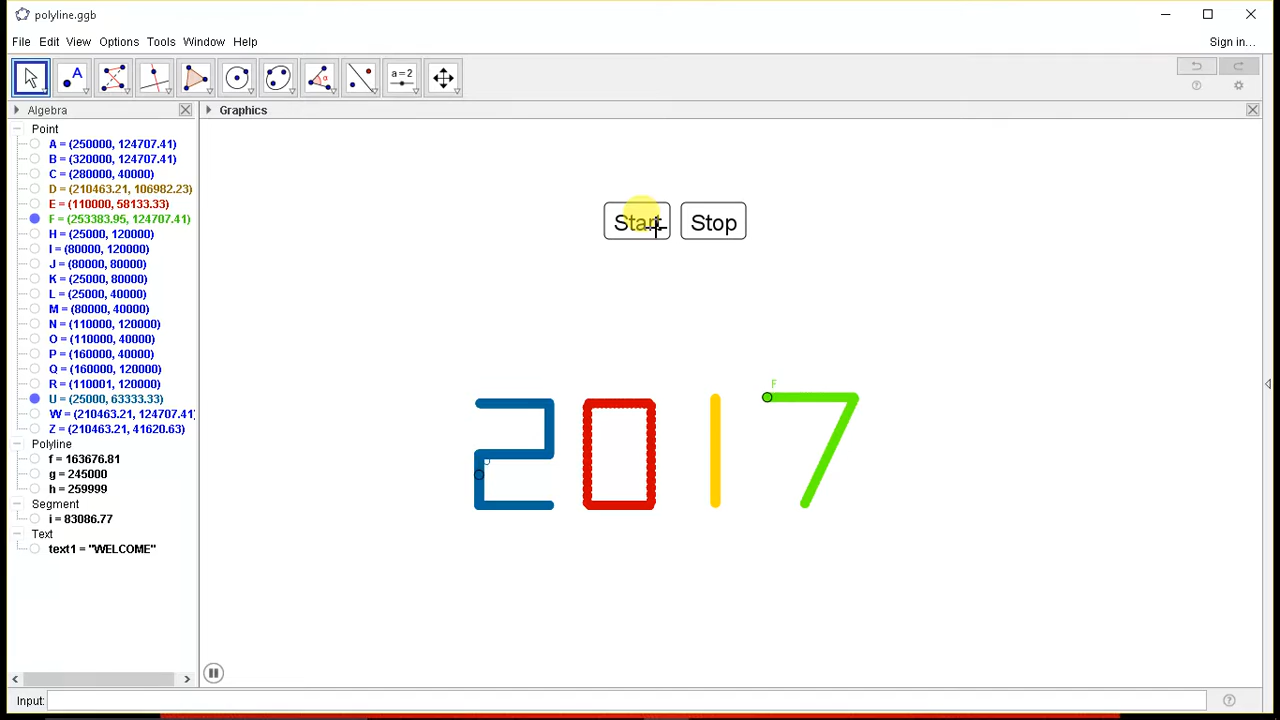 polyline.ggb
File Edit View Options Tools Window Help
Sign in...
A
α
a=2
Algebra
Graphics
Point
A = (250000, 124707.41)
B = (320000, 124707.41)
C = (280000, 40000)
D = (210463.21, 106982.23)
E = (110000, 58133.33)
F = (253383.95, 124707.41)
H = (25000, 120000)
I = (80000, 120000)
J = (80000, 80000)
K = (25000, 80000)
L = (25000, 40000)
M = (80000, 40000)
N = (110000, 120000)
O = (110000, 40000)
P = (160000, 40000)
Q = (160000, 120000)
R = (110001, 120000)
U = (25000, 63333.33)
W = (210463.21, 124707.41)
Z = (210463.21, 41620.63)
Polyline
f = 163676.81
g = 245000
h = 259999
Segment
i = 83086.77
Text
text1 = "WELCOME"
Start Stop
F
2017
Input: